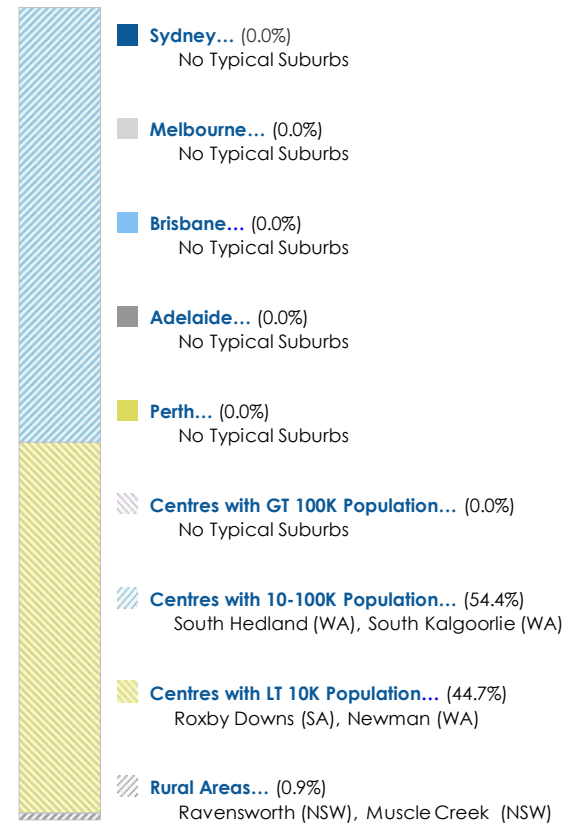 Sydney… (0.0%)
No Typical Suburbs
Melbourne… (0.0%)
No Typical Suburbs
Brisbane… (0.0%)
No Typical Suburbs
Adelaide… (0.0%)
No Typical Suburbs
Perth… (0.0%)
No Typical Suburbs
Centres with GT 100K Population… (0.0%)
No Typical Suburbs
Centres with 10-100K Population… (54.4%)
South Hedland (WA), South Kalgoorlie (WA)
Centres with LT 10K Population… (44.7%)
Roxby Downs (SA), Newman (WA)
Rural Areas… (0.9%)
Ravensworth (NSW), Muscle Creek (NSW)